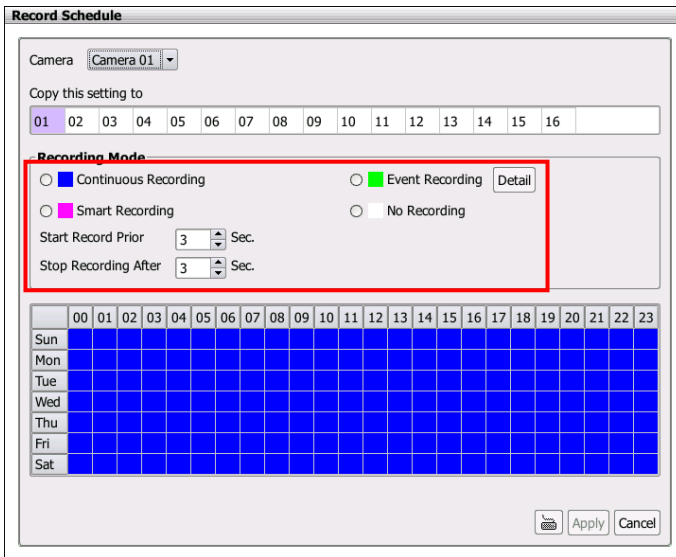 Record Schedule
Camera Camera 01
Copy this setting to
01 02 03 04 05 06 07 08 09 10 11 12 13 14 15 16
Recording Mode
Continuous Recording Event Recording Detail
Smart Recording No Recording
Start Record Prior 3 Sec.
Stop Recording After 3 Sec.
00 01 02 03 04 05 06 07 08 09 10 11 12 13 14 15 16 17 18 19 20 21 22 23
Sun
Mon
Tue
Wed
Thu
Fri
Sat
Apply Cancel